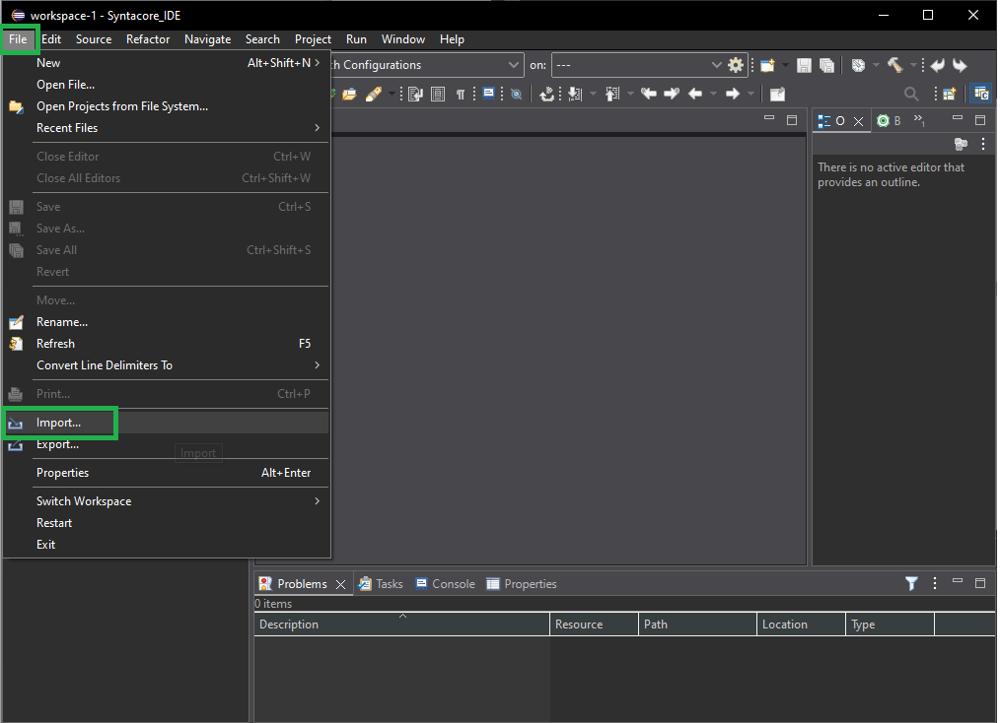 workspace-1 - Syntacore_IDE
File Edit Source Refactor Navigate Search Project Run Window Help
New Alt+Shift+N
h Configurations
on: ---
Open File...
Open Projects from File System...
Recent Files
Close Editor Ctrl+W
Close All Editors Ctrl+Shift+W
Save Ctrl+S
Save As...
Save All Ctrl+Shift+S
Revert
Move...
Rename...
Refresh F5
Convert Line Delimiters To
Print... Ctrl+P
Import...
Export...
Import
Properties Alt+Enter
Switch Workspace
Restart
Exit
O B 1
There is no active editor that
provides an outline.
Problems Tasks Console Properties
0 items
Description Resource Path Location Type